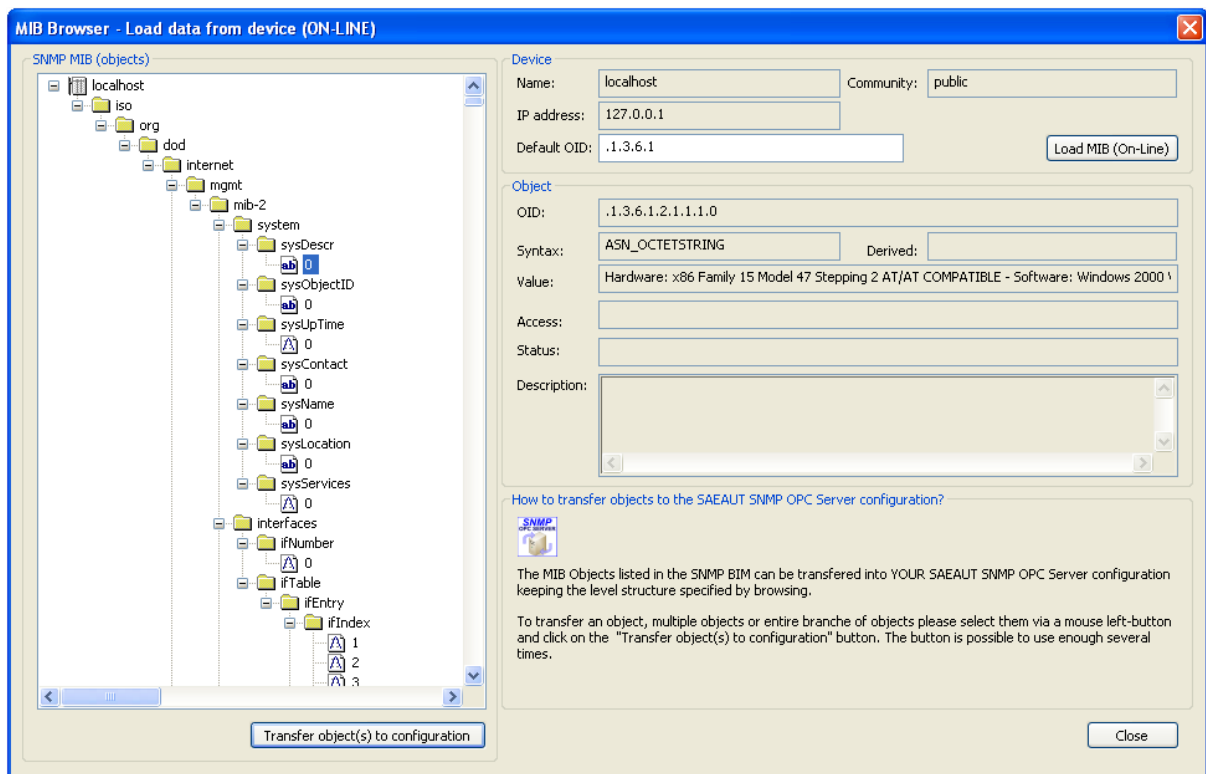 MIB Browser - Load data from device (ON-LINE)
SNMP MIB (objects)
localhost
iso
org
dod
internet
mgmt
mib-2
system
sysDescr
0
sysObjectID
0
sysUpTime
0
sysContact
0
sysName
0
sysLocation
0
sysServices
0
interfaces
ifNumber
0
ifTable
ifEntry
ifIndex
1
2
3
Transfer object(s) to configuration
Device
Name: localhost Community: public
IP address: 127.0.0.1
Default OID: .1.3.6.1 Load MIB (On-Line)
Object
OID: .1.3.6.1.2.1.1.1.0
Syntax: ASN_OCTETSTRING Derived:
Value: Hardware: x86 Family 15 Model 47 Stepping 2 AT/AT COMPATIBLE - Software: Windows 2000
Access:
Status:
Description:
How to transfer objects to the SAEAUT SNMP OPC Server configuration?
SNMP
OPC SERVER
The MIB Objects listed in the SNMP BIM can be transfered into YOUR SAEAUT SNMP OPC Server configuration
keeping the level structure specified by browsing.
To transfer an object, multiple objects or entire branche of objects please select them via a mouse left-button
and click on the "Transfer object(s) to configuration" button. The button is possible to use enough several
times.
Close